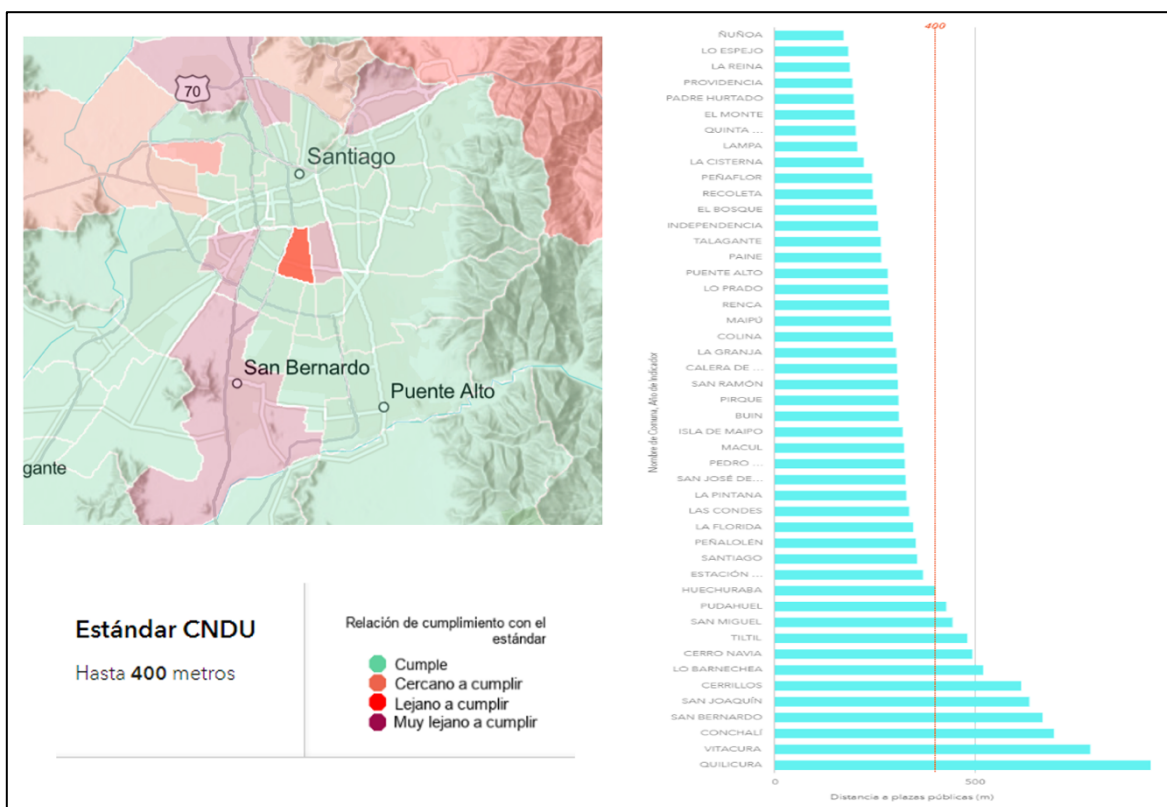 70
Santiago
San Bernardo
Puente Alto
gante
Estándar CNDU
Hasta 400 metros
Relación de cumplimiento con el
estándar
Cumple
Cercano a cumplir
Lejano a cumplir
Muy lejano a cumplir
400
Nombre de Comuna, Año de Indicador
ÑUÑOA
LO ESPEJO
LA REINA
PROVIDENCIA
PADRE HURTADO
EL MONTE
QUINTA ...
LAMPA
LA CISTERNA
PEÑAFLOR
RECOLETA
EL BOSQUE
INDEPENDENCIA
TALAGANTE
PAINE
PUENTE ALTO
LO PRADO
RENCA
MAIPÚ
COLINA
LA GRANJA
CALERA DE ...
SAN RAMÓN
PIRQUE
BUIN
ISLA DE MAIPO
MACUL
PEDRO ...
SAN JOSÉ DE...
LA PINTANA
LAS CONDES
LA FLORIDA
PEÑALOLÉN
SANTIAGO
ESTACIÓN ...
HUECHURABA
PUDAHUEL
SAN MIGUEL
TILTIL
CERRO NAVIA
LO BARNECHEA
CERRILLOS
SAN JOAQUÍN
SAN BERNARDO
CONCHALÍ
VITACURA
QUILICURA
0
500
Distancia a plazas públicas (m)